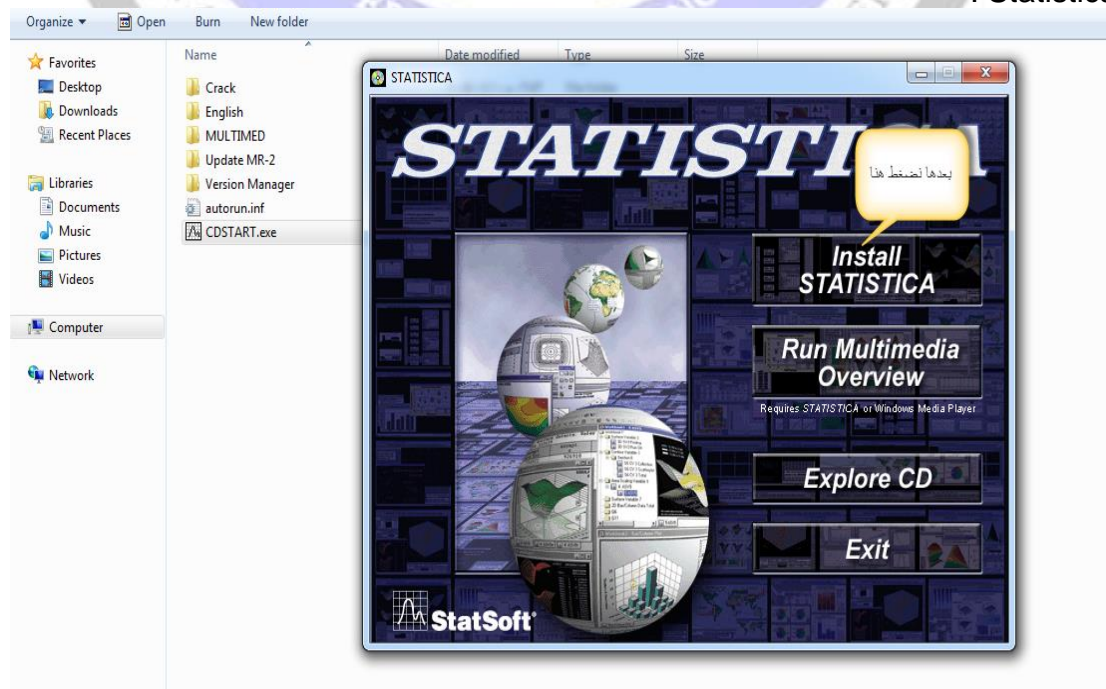 : Statistica
Organize ▾ Open Burn New folder
Favorites
Desktop
Downloads
Recent Places
Libraries
Documents
Music
Pictures
Videos
Computer
Network
Name Date modified Type Size
Crack
English
MULTIMED
Update MR-2
Version Manager
autorun.inf
CDSTART.exe
STATISTICA
STATISTICA
بعدها نضغط هنا
Install
STATISTICA
Run Multimedia
Overview
Requires STATISTICA or Windows Media Player
Explore CD
Exit
StatSoft